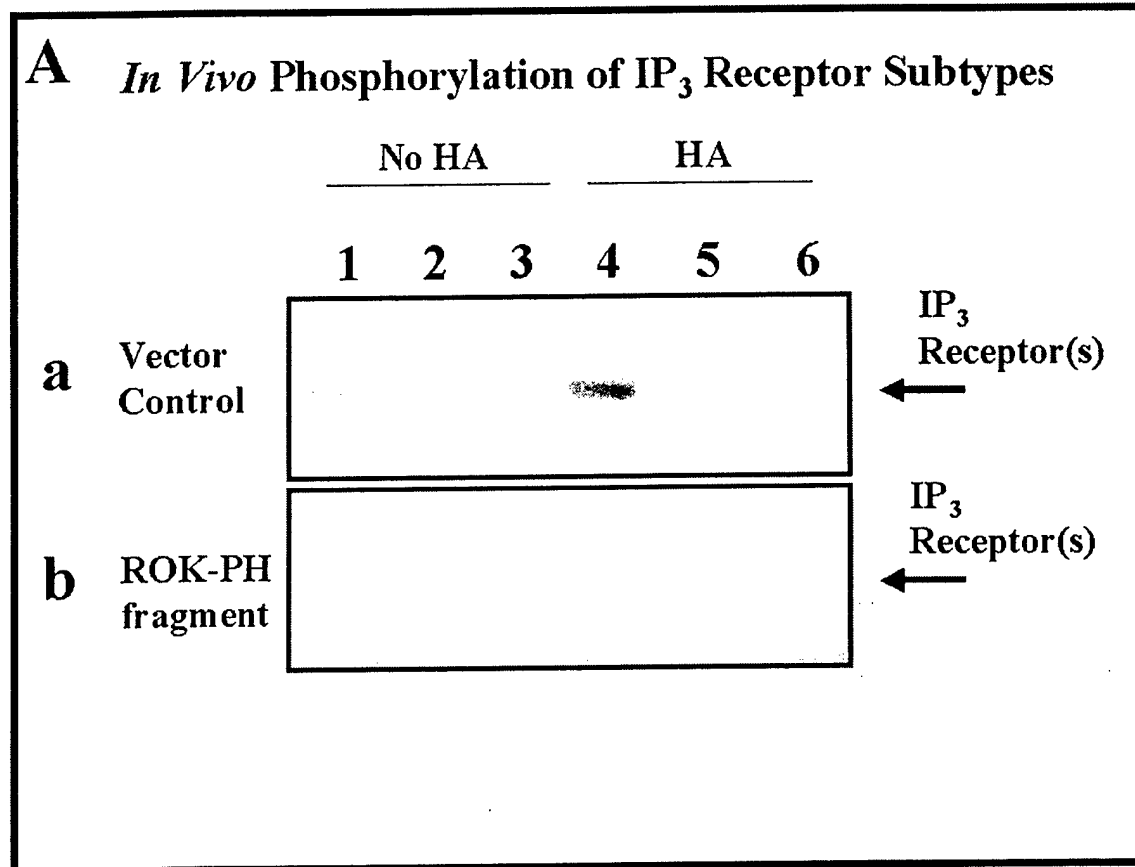 A In Vivo Phosphorylation of IP₃ Receptor Subtypes
No HA HA
1 2 3 4 5 6
a Vector Control
IP₃ Receptor(s)
b ROK-PH fragment
IP₃ Receptor(s)